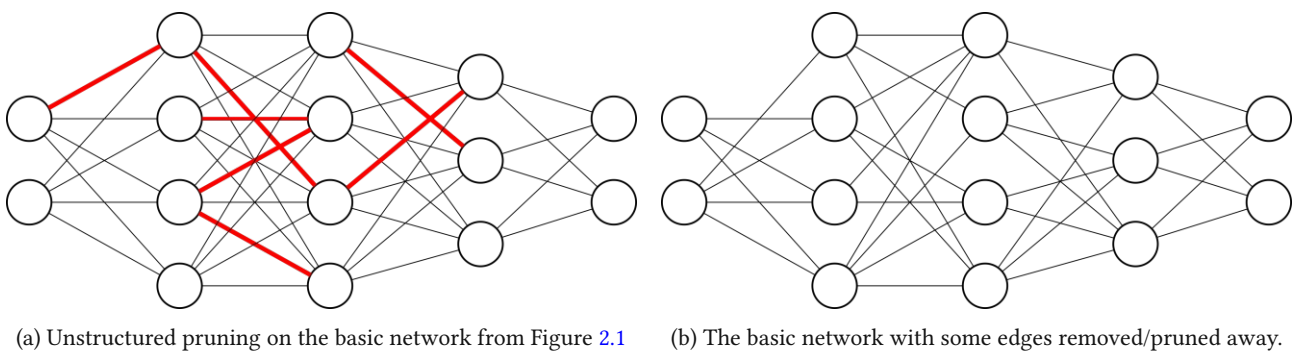 (a) Unstructured pruning on the basic network from Figure 2.1
(b) The basic network with some edges removed/pruned away.